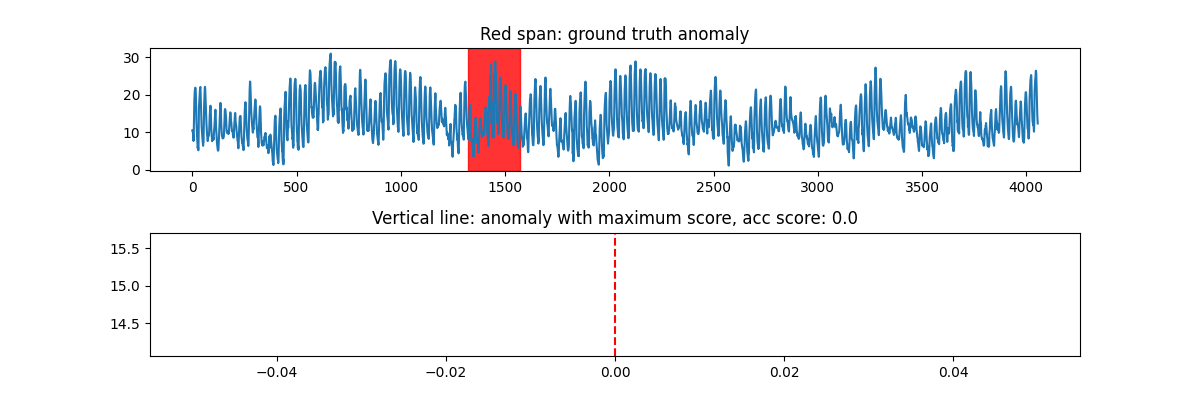 Red span: ground truth anomaly
30
20
10
0
0 500 1000 1500 2000 2500 3000 3500 4000
Vertical line: anomaly with maximum score, acc score: 0.0
15.5
15.0
14.5
−0.04 −0.02 0.00 0.02 0.04